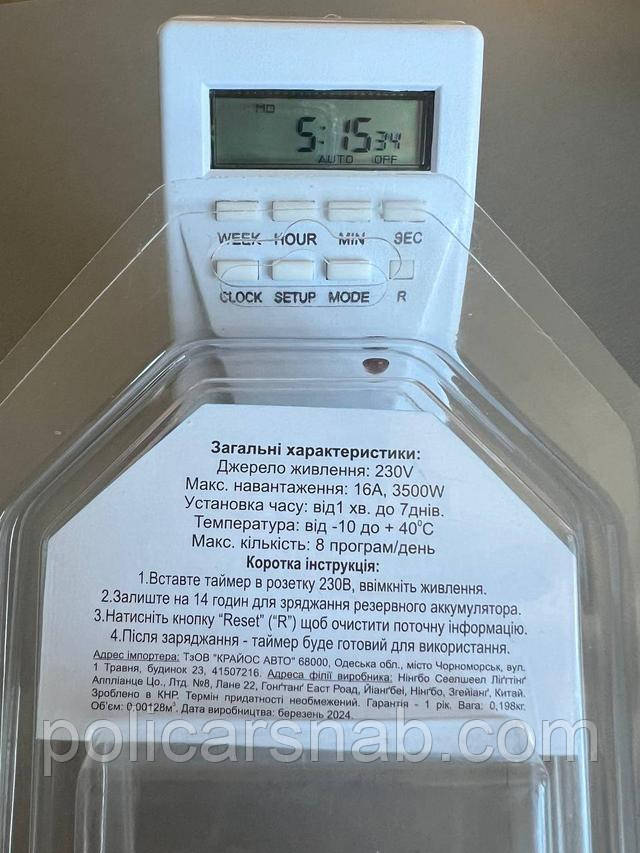 MO
5:15 34
AUTO OFF
WEEK HOUR MIN SEC
CLOCK SETUP MODE R
Загальні характеристики:
Джерело живлення: 230V
Макс. навантаження: 16А, 3500W
Установка часу: від1 хв. до 7днів.
Температура: від -10 до + 40°С
Макс. кількість: 8 програм/день
Коротка інструкція:
1.Вставте таймер в розетку 230В, ввімкніть живлення.
2.Залиште на 14 годин для зряджання резервного аккумулятора.
3.Натисніть кнопку “Reset” (“R”) щоб очистити поточну інформацію.
4.Після заряджання - таймер буде готовий для використання.
Адрес імпортера: ТзОВ "КРАЙОС АВТО" 68000, Одеська обл., місто Чорноморськ, вул.
1 Травня, будинок 23, 41507216. Адреса філії виробника: Нінгбо Сеелшеел Ліґгінг
Апплианце Цо., Лтд. №8, Лане 22, Гонґтанґ Еаст Роад, Йіанґбеі, Нінґбо, Згейіанґ, Китай.
Зроблено в КНР. Термін придатності необмежений. Гарантія - 1 рік. Вага: 0,198кг.
Об'єм: 0,00128м³. Дата виробництва: березень 2024.
policarsnab.com